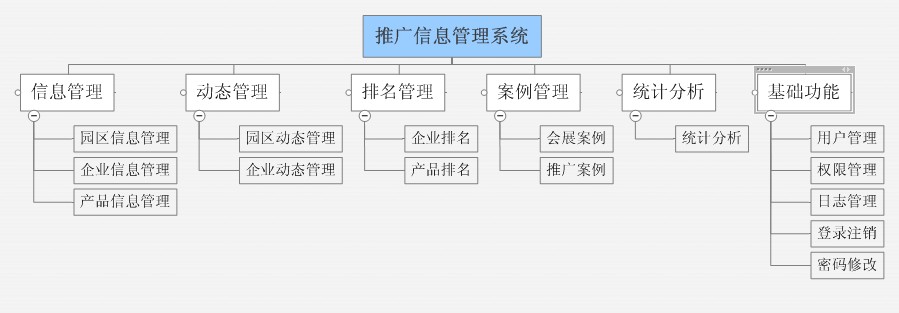 推广信息管理系统
信息管理
动态管理
排名管理
案例管理
统计分析
基础功能
园区信息管理
园区动态管理
企业排名
会展案例
统计分析
用户管理
企业信息管理
企业动态管理
产品排名
推广案例
权限管理
产品信息管理
日志管理
登录注销
密码修改